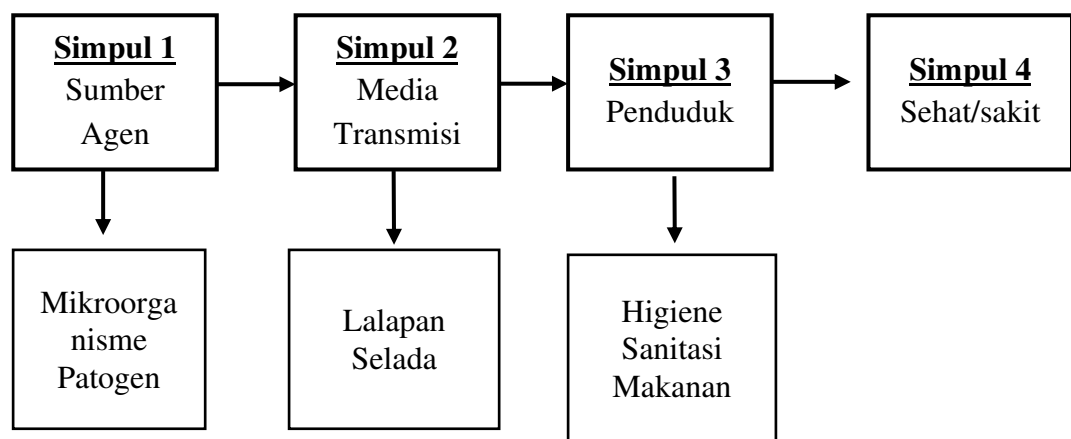 Simpul 1
Sumber
Agen
Simpul 2
Media
Transmisi
Simpul 3
Penduduk
Simpul 4
Sehat/sakit
Mikroorga
nisme
Patogen
Lalapan
Selada
Higiene
Sanitasi
Makanan